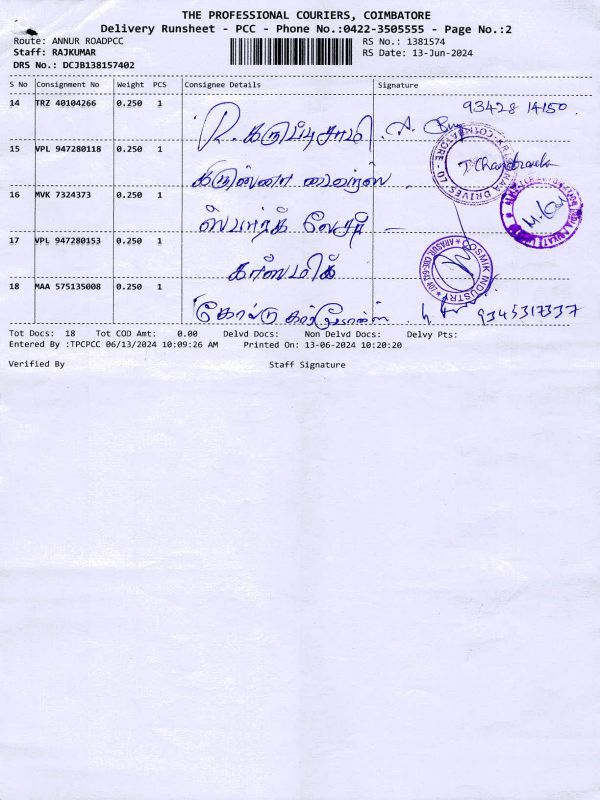 THE PROFESSIONAL COURIERS, COIMBATORE
Delivery Runsheet - PCC - Phone No.:0422-3505555 - Page No.:2
Route: ANNUR ROADPCC
RS No.: 1381574
Staff: RAJKUMAR
RS Date: 13-Jun-2024
DRS No.: DCJB138157402
S No Consignment No Weight PCS Consignee Details Signature
14 TRZ 40104266 0.250 1 R. கருப்புசாமி 93428 14150
15 VPL 947280118 0.250 1
T. Chandra
16 MVK 7324373 0.250 1
17 VPL 947280153 0.250 1 காஸ்மிக்
COSMIK INDUSTRY
18 MAA 575135008 0.250 1 9345317337
Tot Docs: 18 Tot COD Amt: 0.00 Delvd Docs: Non Delvd Docs: Delvy Pts:
Entered By :TPCPCC 06/13/2024 10:09:26 AM Printed On: 13-06-2024 10:20:20
Verified By Staff Signature